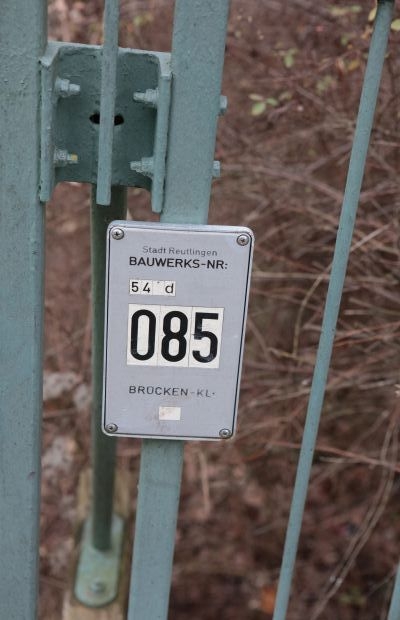 Stadt Reutlingen
BAUWERKS-NR:
54 d
085
BRÜCKEN-KL.